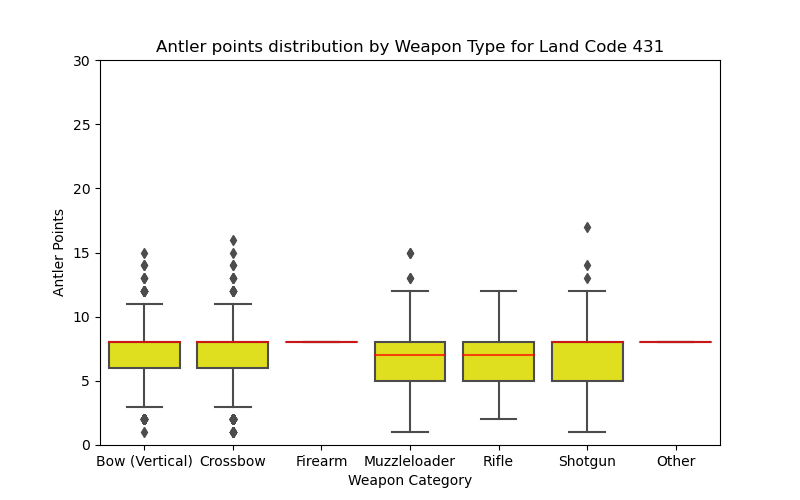 Antler points distribution by Weapon Type for Land Code 431
Antler Points
30
25
20
15
10
5
0
Bow (Vertical) Crossbow Firearm Muzzleloader Rifle Shotgun Other
Weapon Category